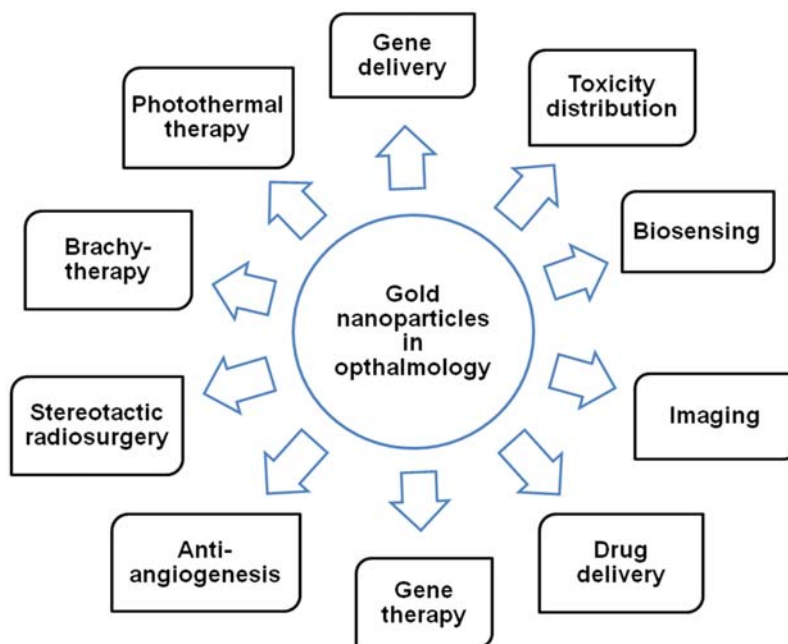 Gene
delivery
Toxicity
distribution
Biosensing
Imaging
Drug
delivery
Gene
therapy
Anti-
angiogenesis
Stereotactic
radiosurgery
Brachy-
therapy
Photothermal
therapy
Gold
nanoparticles
in
opthalmology